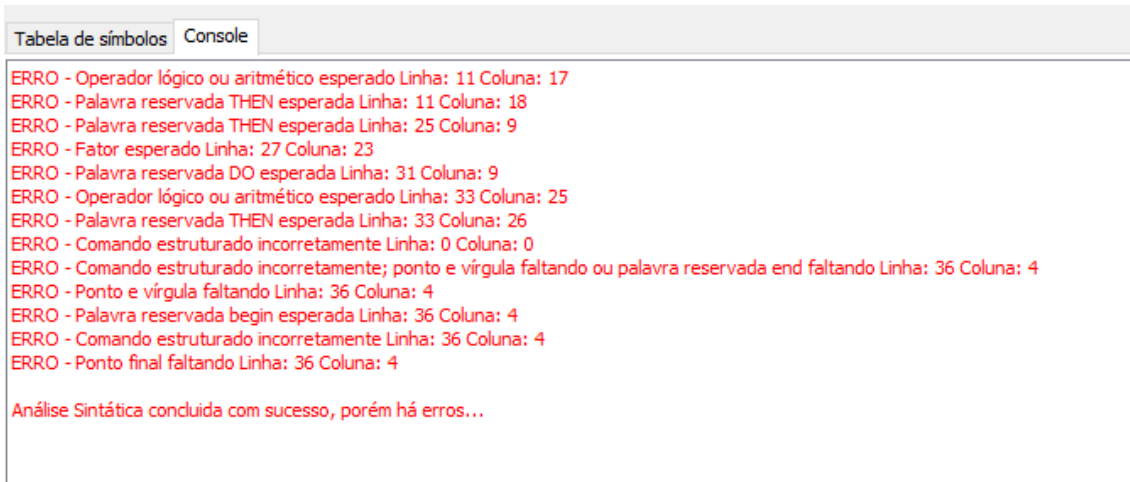 Tabela de símbolos Console
ERRO - Operador lógico ou aritmético esperado Linha: 11 Coluna: 17
ERRO - Palavra reservada THEN esperada Linha: 11 Coluna: 18
ERRO - Palavra reservada THEN esperada Linha: 25 Coluna: 9
ERRO - Fator esperado Linha: 27 Coluna: 23
ERRO - Palavra reservada DO esperada Linha: 31 Coluna: 9
ERRO - Operador lógico ou aritmético esperado Linha: 33 Coluna: 25
ERRO - Palavra reservada THEN esperada Linha: 33 Coluna: 26
ERRO - Comando estruturado incorretamente Linha: 0 Coluna: 0
ERRO - Comando estruturado incorretamente; ponto e vírgula faltando ou palavra reservada end faltando Linha: 36 Coluna: 4
ERRO - Ponto e vírgula faltando Linha: 36 Coluna: 4
ERRO - Palavra reservada begin esperada Linha: 36 Coluna: 4
ERRO - Comando estruturado incorretamente Linha: 36 Coluna: 4
ERRO - Ponto final faltando Linha: 36 Coluna: 4
Análise Sintática concluida com sucesso, porém há erros...